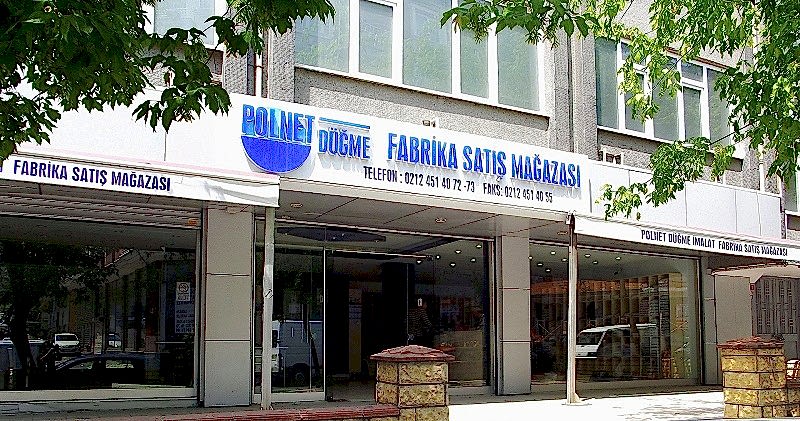 POLNET DÜĞME FABRİKA SATIŞ MAĞAZASI
TELEFON : 0212 451 40 72 -73 FAKS: 0212 451 40 95
FABRİKA SATIŞ MAĞAZASI
POLNET DÜĞME İMALAT FABRİKA SATIŞ MAĞAZASI